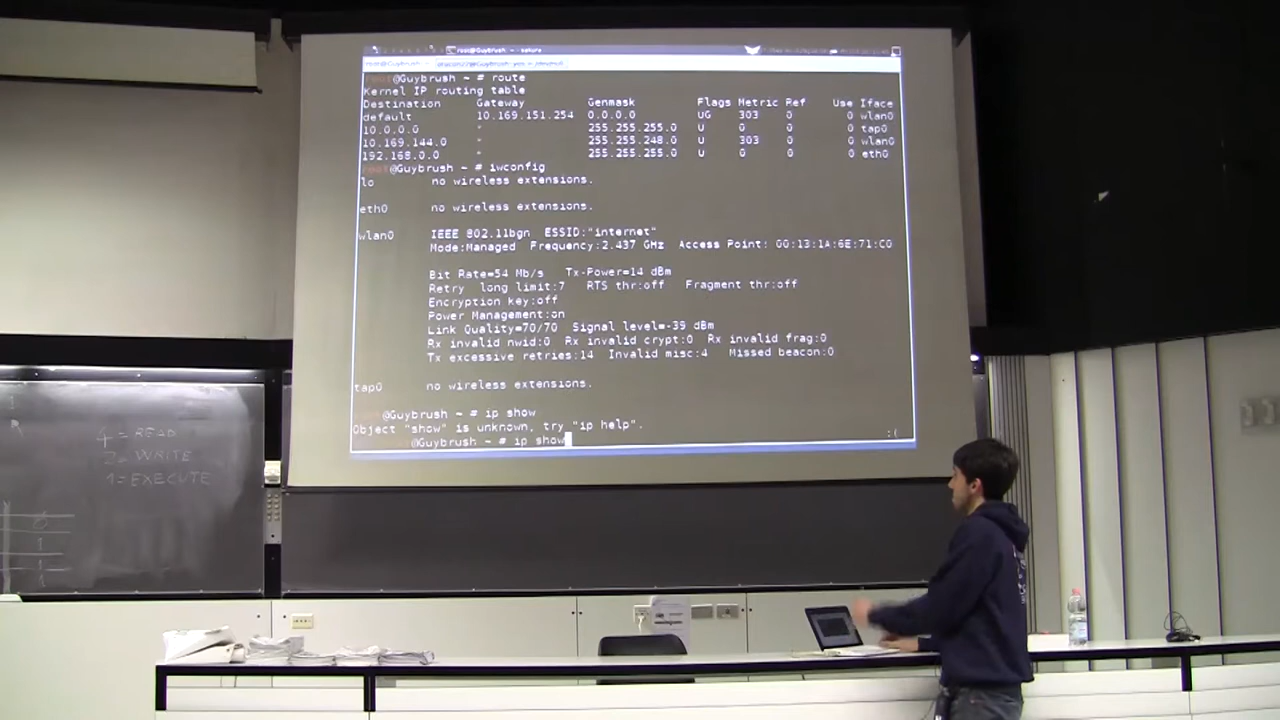 root@Guybrush ~ - sakura
root@Guybrush ~ # route
Kernel IP routing table
Destination Gateway Genmask Flags Metric Ref Use Iface
default 10.169.151.254 0.0.0.0 UG 303 0 0 wlan0
10.0.0.0 * 255.255.255.0 U 0 0 0 tap0
10.169.144.0 * 255.255.248.0 U 303 0 0 wlan0
192.168.0.0 * 255.255.255.0 U 0 0 0 eth0
root@Guybrush ~ # iwconfig
lo no wireless extensions.
eth0 no wireless extensions.
wlan0 IEEE 802.11bgn ESSID:"internet"
Mode:Managed Frequency:2.437 GHz Access Point: 00:13:1A:6E:71:C0
Bit Rate=54 Mb/s Tx-Power=14 dBm
Retry long limit:7 RTS thr:off Fragment thr:off
Encryption key:off
Power Management:on
Link Quality=70/70 Signal level=-39 dBm
Rx invalid nwid:0 Rx invalid crypt:0 Rx invalid frag:0
Tx excessive retries:14 Invalid misc:4 Missed beacon:0
tap0 no wireless extensions.
@Guybrush ~ # ip show
Object "show" is unknown, try "ip help".
@Guybrush ~ # ip show :(
4 = READ
2 = WRITE
1 = EXECUTE
0
1
1